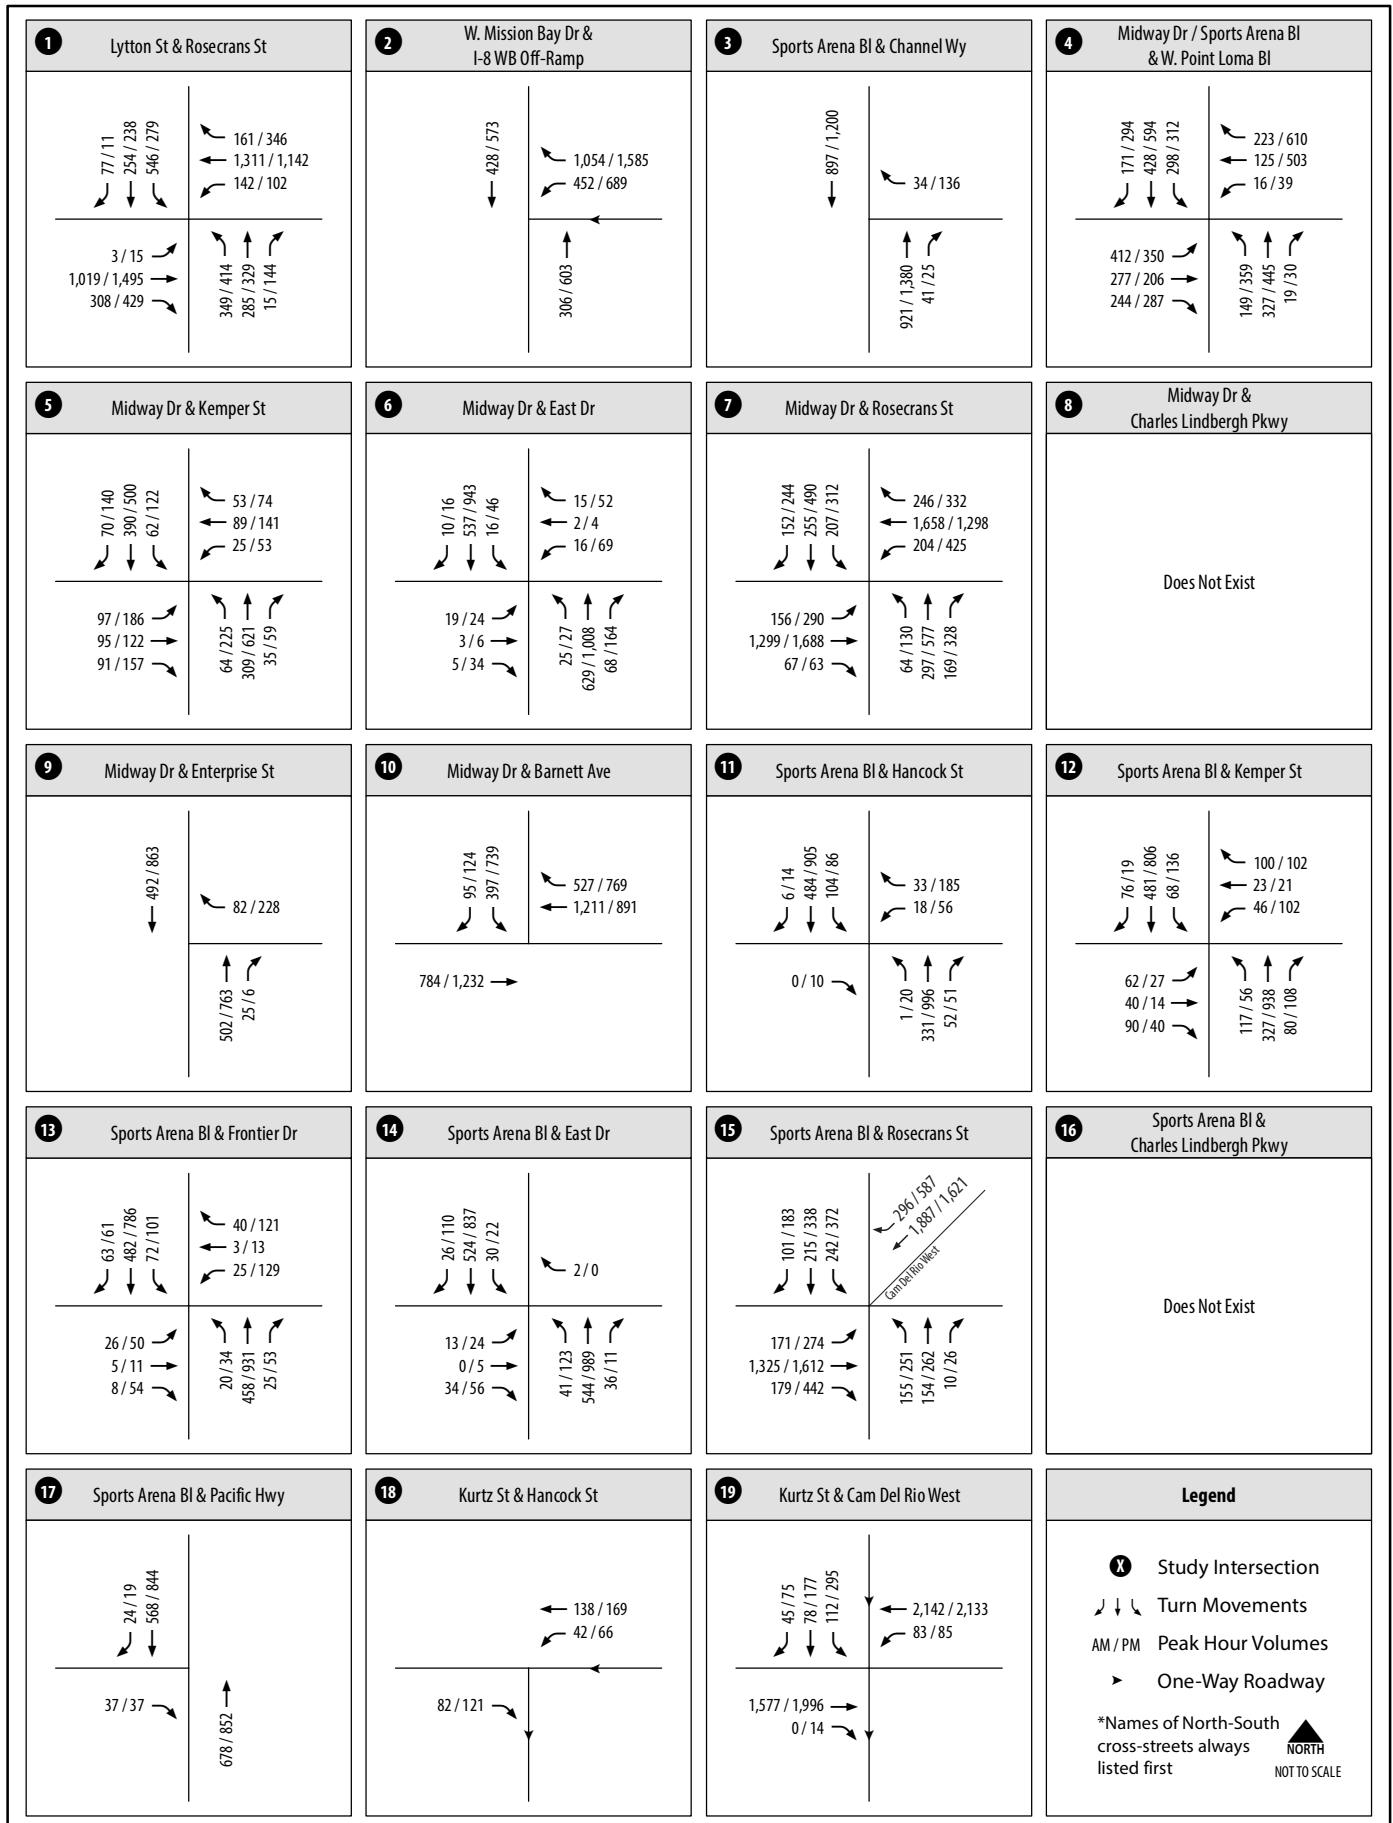 1
Lytton St & Rosecrans St
77 / 11
254 / 238
546 / 279
161 / 346
1,311 / 1,142
142 / 102
3 / 15
1,019 / 1,495
308 / 429
349 / 414
285 / 329
15 / 144
2
W. Mission Bay Dr &
I-8 WB Off-Ramp
428 / 573
1,054 / 1,585
452 / 689
306 / 603
3
Sports Arena Bl & Channel Wy
897 / 1,200
34 / 136
921 / 1,380
41 / 25
4
Midway Dr / Sports Arena Bl
& W. Point Loma Bl
171 / 294
428 / 594
298 / 312
223 / 610
125 / 503
16 / 39
412 / 350
277 / 206
244 / 287
149 / 359
327 / 445
19 / 30
5
Midway Dr & Kemper St
70 / 140
390 / 500
62 / 122
53 / 74
89 / 141
25 / 53
97 / 186
95 / 122
91 / 157
64 / 225
309 / 621
35 / 59
6
Midway Dr & East Dr
10 / 16
537 / 943
16 / 46
15 / 52
2 / 4
16 / 69
19 / 24
3 / 6
5 / 34
25 / 27
629 / 1,008
68 / 164
7
Midway Dr & Rosecrans St
152 / 244
255 / 490
207 / 312
246 / 332
1,658 / 1,298
204 / 425
156 / 290
1,299 / 1,688
67 / 63
64 / 130
297 / 577
169 / 328
8
Midway Dr &
Charles Lindbergh Pkwy
Does Not Exist
9
Midway Dr & Enterprise St
492 / 863
82 / 228
502 / 763
25 / 6
10
Midway Dr & Barnett Ave
95 / 124
397 / 739
527 / 769
1,211 / 891
784 / 1,232
11
Sports Arena Bl & Hancock St
6 / 14
484 / 905
104 / 86
33 / 185
18 / 56
0 / 10
1 / 20
331 / 996
52 / 51
12
Sports Arena Bl & Kemper St
76 / 19
481 / 806
68 / 136
100 / 102
23 / 21
46 / 102
62 / 27
40 / 14
90 / 40
117 / 56
327 / 938
80 / 108
13
Sports Arena Bl & Frontier Dr
63 / 61
482 / 786
72 / 101
40 / 121
3 / 13
25 / 129
26 / 50
5 / 11
8 / 54
20 / 34
458 / 931
25 / 53
14
Sports Arena Bl & East Dr
26 / 110
524 / 837
30 / 22
2 / 0
13 / 24
0 / 5
34 / 56
41 / 123
544 / 989
36 / 11
15
Sports Arena Bl & Rosecrans St
101 / 183
215 / 338
242 / 372
296 / 587
1,887 / 1,621
Cam Del Rio West
171 / 274
1,325 / 1,612
179 / 442
155 / 251
154 / 262
10 / 26
16
Sports Arena Bl &
Charles Lindbergh Pkwy
Does Not Exist
17
Sports Arena Bl & Pacific Hwy
24 / 19
568 / 844
37 / 37
678 / 852
18
Kurtz St & Hancock St
138 / 169
42 / 66
82 / 121
19
Kurtz St & Cam Del Rio West
45 / 75
78 / 177
112 / 295
2,142 / 2,133
83 / 85
1,577 / 1,996
0 / 14
Legend
X Study Intersection
Turn Movements
AM / PM Peak Hour Volumes
One-Way Roadway
*Names of North-South
cross-streets always
listed first
NORTH
NOT TO SCALE